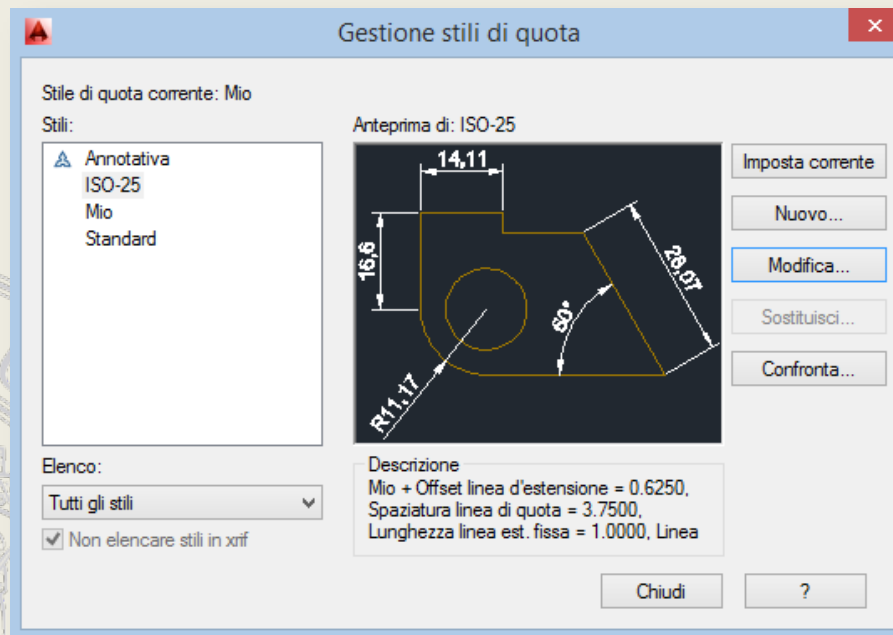 Gestione stili di quota
Stile di quota corrente: Mio
Stili:
Annotativa
ISO-25
Mio
Standard
Anteprima di: ISO-25
14,11
16,6
28,07
60°
R11,17
Imposta corrente
Nuovo...
Modifica...
Sostituisci...
Confronta...
Elenco:
Tutti gli stili
Non elencare stili in xrif
Descrizione
Mio + Offset linea d'estensione = 0.6250,
Spaziatura linea di quota = 3.7500,
Lunghezza linea est. fissa = 1.0000, Linea
Chiudi
?